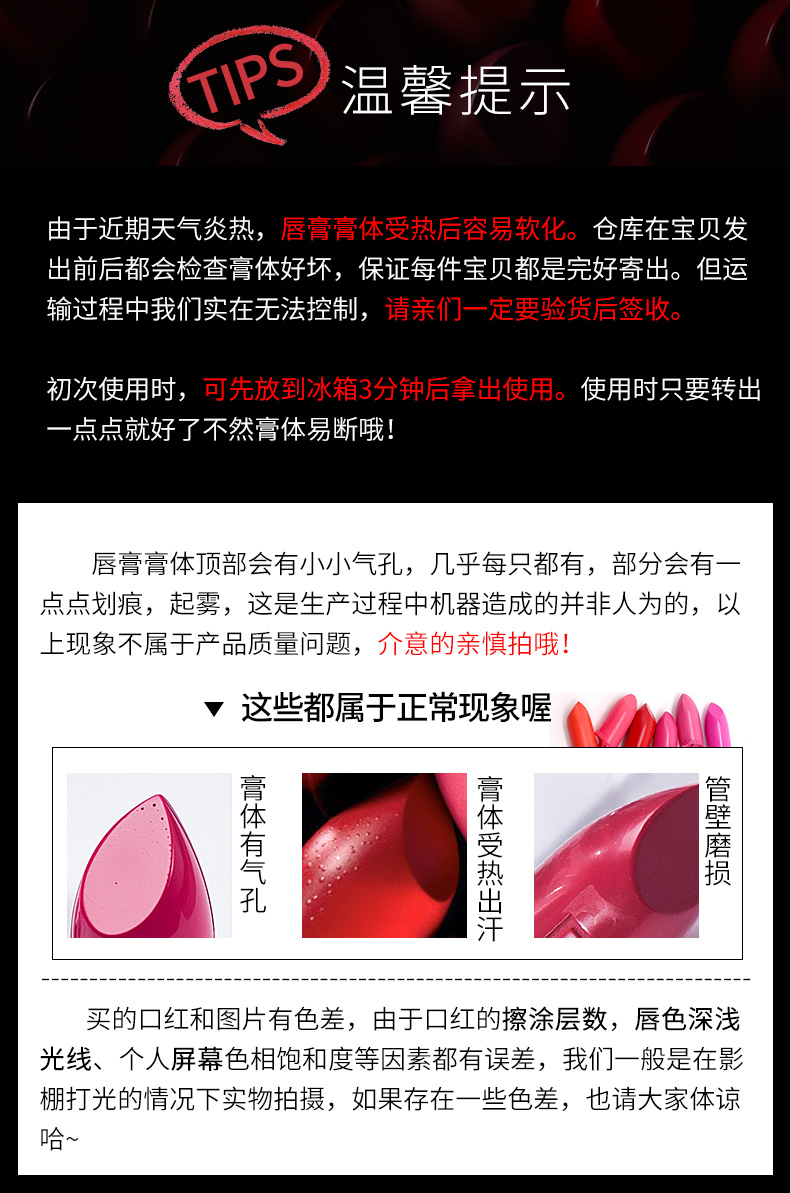 TIPS 温馨提示
由于近期天气炎热，唇膏膏体受热后容易软化。仓库在宝贝发
出前后都会检查膏体好坏，保证每件宝贝都是完好寄出。但运
输过程中我们实在无法控制，请亲们一定要验货后签收。
初次使用时，可先放到冰箱3分钟后拿出使用。使用时只要转出
一点点就好了不然膏体易断哦！
唇膏膏体顶部会有小小气孔，几乎每只都有，部分会有一
点点划痕，起雾，这是生产过程中机器造成的并非人为的，以
上现象不属于产品质量问题，介意的亲慎拍哦！
▼ 这些都属于正常现象喔
膏体有气孔
膏体受热出汗
管壁磨损
买的口红和图片有色差，由于口红的擦涂层数，唇色深浅
光线、个人屏幕色相饱和度等因素都有误差，我们一般是在影
棚打光的情况下实物拍摄，如果存在一些色差，也请大家体谅
哈~